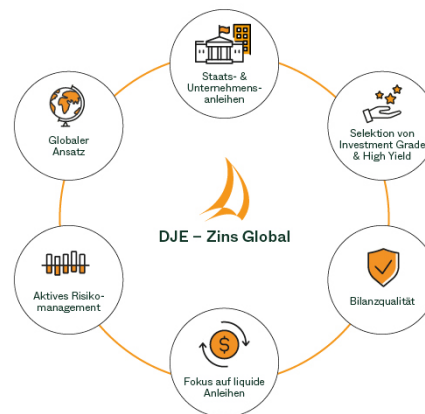 Staats- &
Unternehmens-
anleihen
Globaler
Ansatz
Selektion von
Investment Grade
& High Yield
DJE – Zins Global
Aktives Risiko-
management
Bilanzqualität
$
Fokus auf liquide
Anleihen